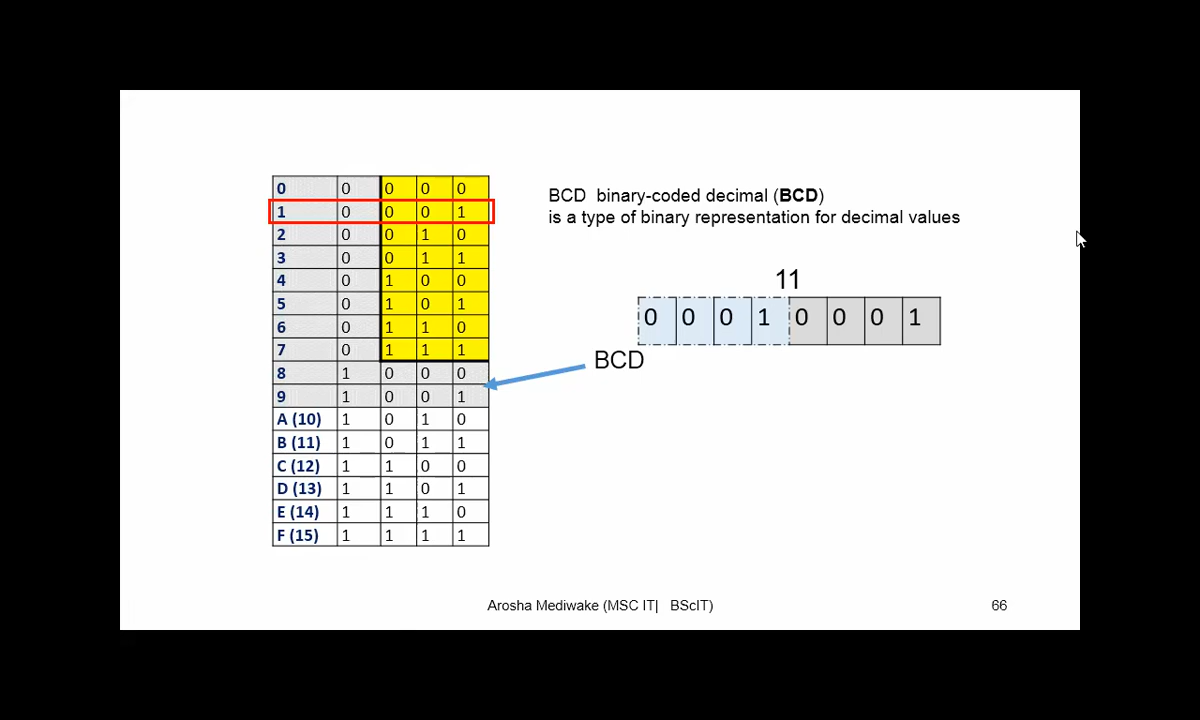 0 0 0 0 0
1 0 0 0 1
2 0 0 1 0
3 0 0 1 1
4 0 1 0 0
5 0 1 0 1
6 0 1 1 0
7 0 1 1 1
8 1 0 0 0
9 1 0 0 1
A (10) 1 0 1 0
B (11) 1 0 1 1
C (12) 1 1 0 0
D (13) 1 1 0 1
E (14) 1 1 1 0
F (15) 1 1 1 1
BCD binary-coded decimal (BCD)
is a type of binary representation for decimal values
11
0 0 0 1 0 0 0 1
BCD
Arosha Mediwake (MSC IT| BScIT)
66